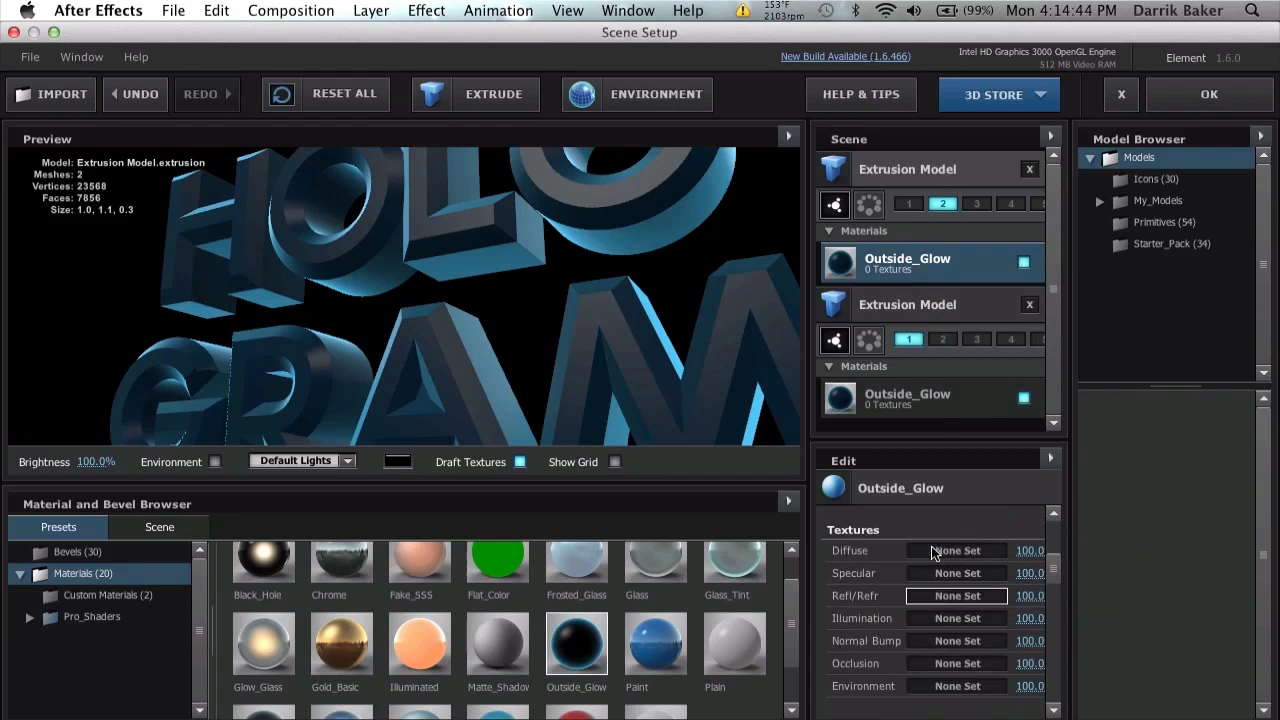 After Effects File Edit Composition Layer Effect Animation View Window Help 153°F 2103rpm (99%) Mon 4:14:44 PM Darrik Baker
Scene Setup
File Window Help New Build Available (1.6.466) Intel HD Graphics 3000 OpenGL Engine 512 MB Video RAM Element 1.6.0
IMPORT UNDO REDO RESET ALL EXTRUDE ENVIRONMENT HELP & TIPS 3D STORE X OK
Preview
Model: Extrusion Model.extrusion
Meshes: 2
Vertices: 23568
Faces: 7856
Size: 1.0, 1.1, 0.3
HOLO
GRAM
Brightness 100.0% Environment Default Lights Draft Textures Show Grid
Material and Bevel Browser
Presets Scene
Bevels (30)
Materials (20)
Custom Materials (2)
Pro_Shaders
Black_Hole Chrome Fake_SSS Flat_Color Frosted_Glass Glass Glass_Tint
Glow_Glass Gold_Basic Illuminated Matte_Shadow Outside_Glow Paint Plain
Scene
Extrusion Model X
1 2 3 4
Materials
Outside_Glow
0 Textures
Extrusion Model X
1 2 3 4
Materials
Outside_Glow
0 Textures
Edit
Outside_Glow
Textures
Diffuse None Set 100.0
Specular None Set 100.0
Refl/Refr None Set 100.0
Illumination None Set 100.0
Normal Bump None Set 100.0
Occlusion None Set 100.0
Environment None Set 100.0
Model Browser
Models
Icons (30)
My_Models
Primitives (54)
Starter_Pack (34)